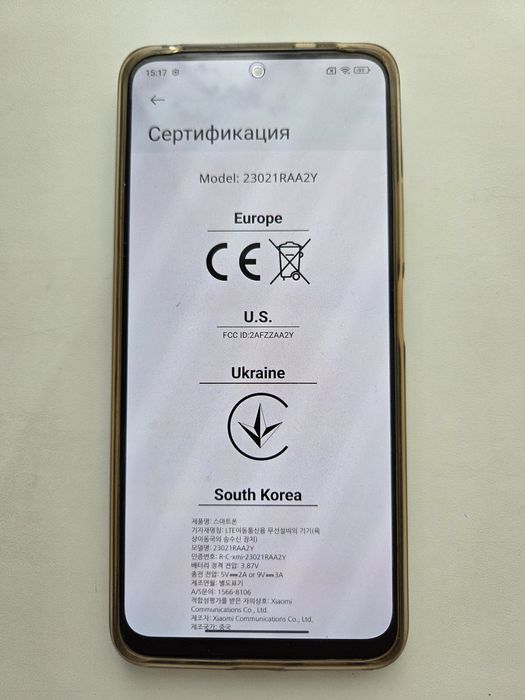 15:17
←
Сертификация
Model: 23021RAA2Y
Europe
CE
U.S.
FCC ID:2AFZZAA2Y
Ukraine
South Korea
제품명: 스마트폰
기자재명칭: LTE이동통신용 무선설비의 기기(육
상이동국의 송수신 장치)
모델명: 23021RAA2Y
인증번호: R-C-xmi-23021RAA2Y
배터리 정격 전압: 3.87V
충전 전압: 5V⎓2A or 9V⎓3A
제조연월: 별도표기
A/S문의: 1566-8106
적합성평가를 받은 자의상호: Xiaomi
Communications Co., Ltd.
제조자: Xiaomi Communications Co., Ltd.
제조국가: 중국